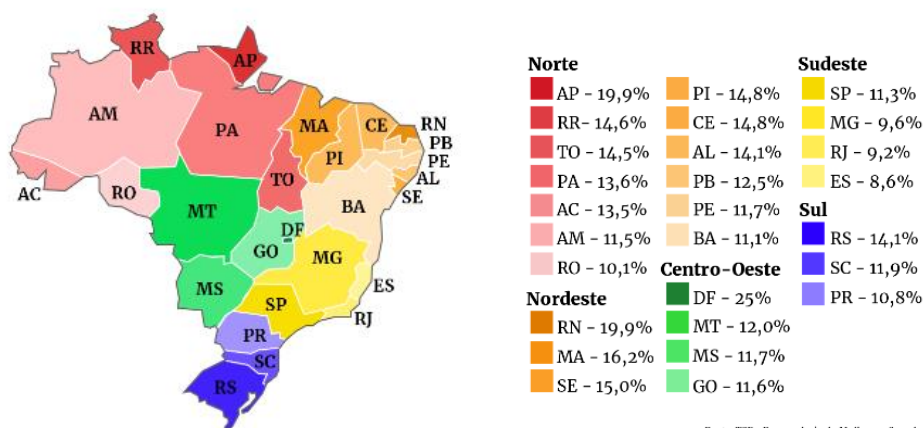 RR
AP
AM
PA
MA
CE
RN
PB
PI
PE
AL
SE
AC
RO
TO
BA
MT
DF
GO
MG
MS
ES
SP
RJ
PR
SC
RS
Norte
AP - 19,9%
RR- 14,6%
TO - 14,5%
PA - 13,6%
AC - 13,5%
AM - 11,5%
RO - 10,1%
Nordeste
RN - 19,9%
MA - 16,2%
SE - 15,0%
PI - 14,8%
CE - 14,8%
AL - 14,1%
PB - 12,5%
PE - 11,7%
BA - 11,1%
Centro-Oeste
DF - 25%
MT - 12,0%
MS - 11,7%
GO - 11,6%
Sudeste
SP - 11,3%
MG - 9,6%
RJ - 9,2%
ES - 8,6%
Sul
RS - 14,1%
SC - 11,9%
PR - 10,8%